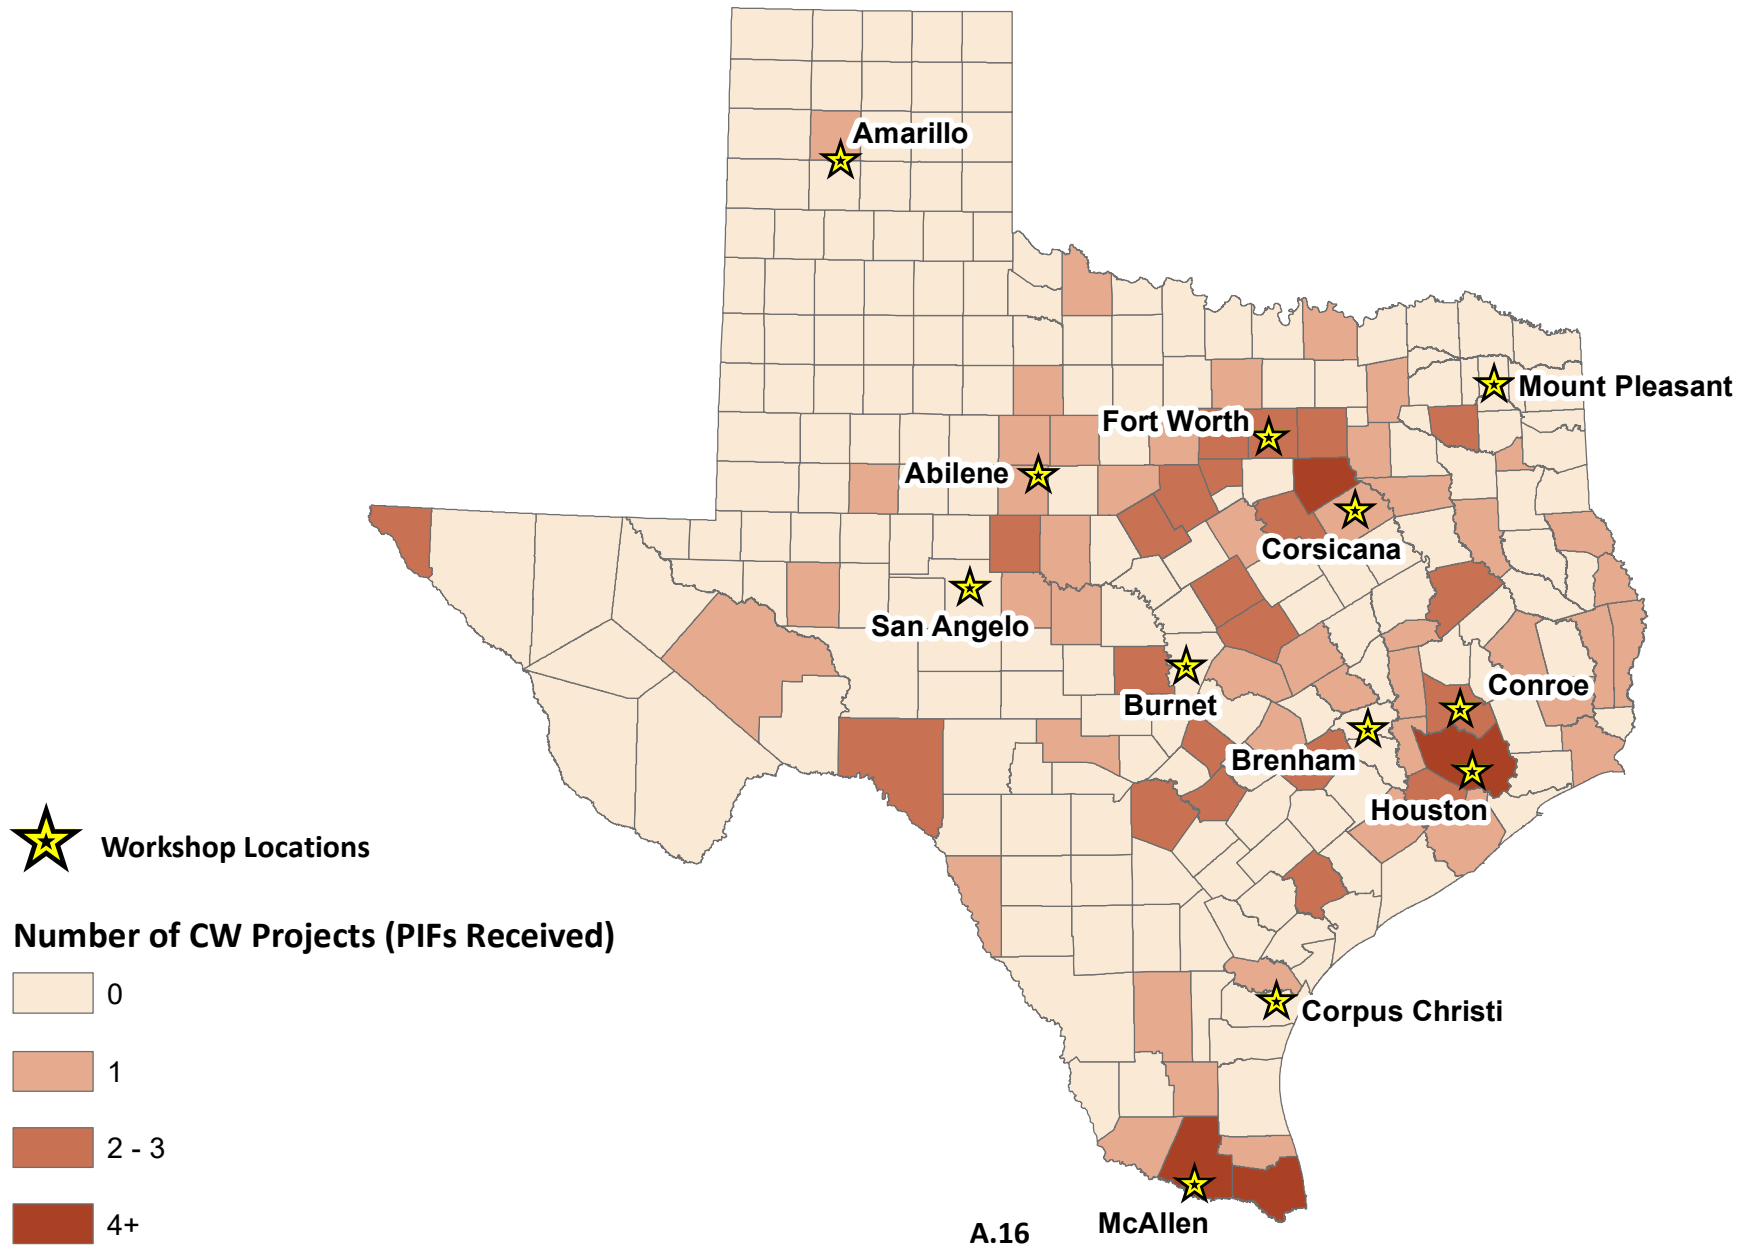 Amarillo
Mount Pleasant
Fort Worth
Abilene
Corsicana
San Angelo
Conroe
Burnet
Brenham
Houston
Workshop Locations
Number of CW Projects (PIFs Received)
0
Corpus Christi
1
2 - 3
4+
McAllen
A.16